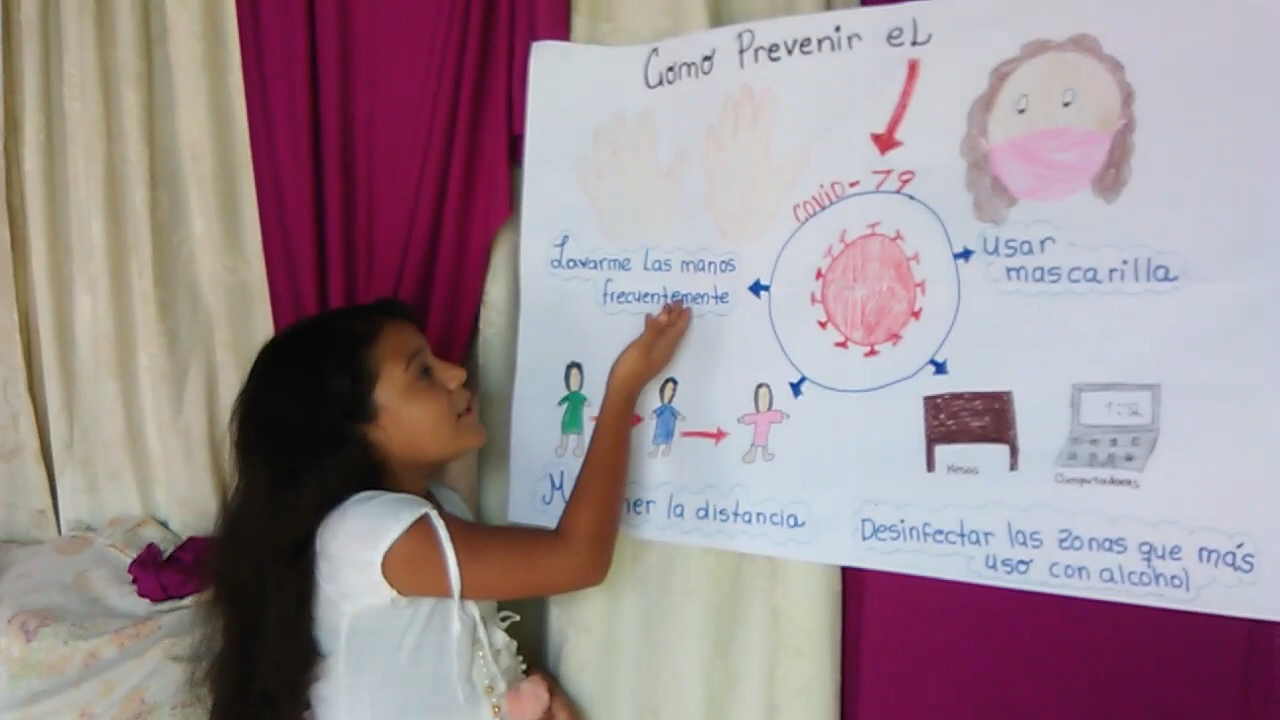 Como Prevenir eL
covid-19
Lavarme las manos
frecuentemente
usar
mascarilla
la distancia
Mesas
Computadoras
Desinfectar las zonas que más
uso con alcohol